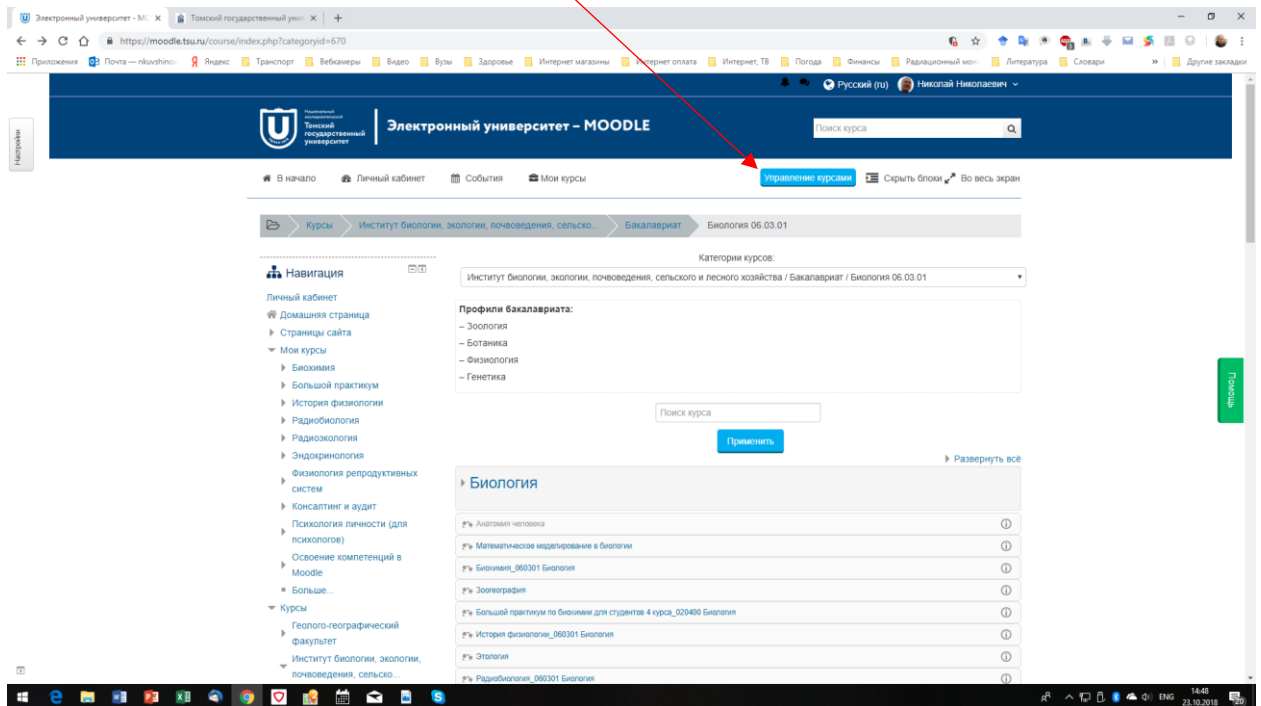 Электронный университет - МС
Томский государственный унив
https://moodle.tsu.ru/course/index.php?categoryid=670
Приложения Почта — nkuvshino Яндекс Транспорт Вебкамеры Видео Вузы Здоровье Интернет магазины Интернет оплата Интернет, ТВ Погода Финансы Радиационный мон Литература Словари » Другие закладки
Русский (ru) Николай Николаевич
Настройки
Национальный
исследовательский
Томский
государственный
университет
Электронный университет – MOODLE
Поиск курса
В начало Личный кабинет События Мои курсы Управление курсами Скрыть блоки Во весь экран
Курсы Институт биологии, экологии, почвоведения, сельско... Бакалавриат Биология 06.03.01
Навигация
Личный кабинет
Домашняя страница
Страницы сайта
Мои курсы
Биохимия
Большой практикум
История физиологии
Радиобиология
Радиоэкология
Эндокринология
Физиология репродуктивных
систем
Консалтинг и аудит
Психология личности (для
психологов)
Освоение компетенций в
Moodle
Больше...
Курсы
Геолого-географический
факультет
Институт биологии, экологии,
почвоведения, сельско...
Категории курсов:
Институт биологии, экологии, почвоведения, сельского и лесного хозяйства / Бакалавриат / Биология 06.03.01
Профили бакалавриата:
– Зоология
– Ботаника
– Физиология
– Генетика
Поиск курса
Применить
Развернуть всё
Биология
Анатомия человека
Математическое моделирование в биологии
Биохимия_060301 Биология
Зоогеография
Большой практикум по биохимии для студентов 4 курса_020400 Биология
История физиологии_060301 Биология
Этология
Радиобиология_060301 Биология
Помощь
ENG
14:48
23.10.2018
20